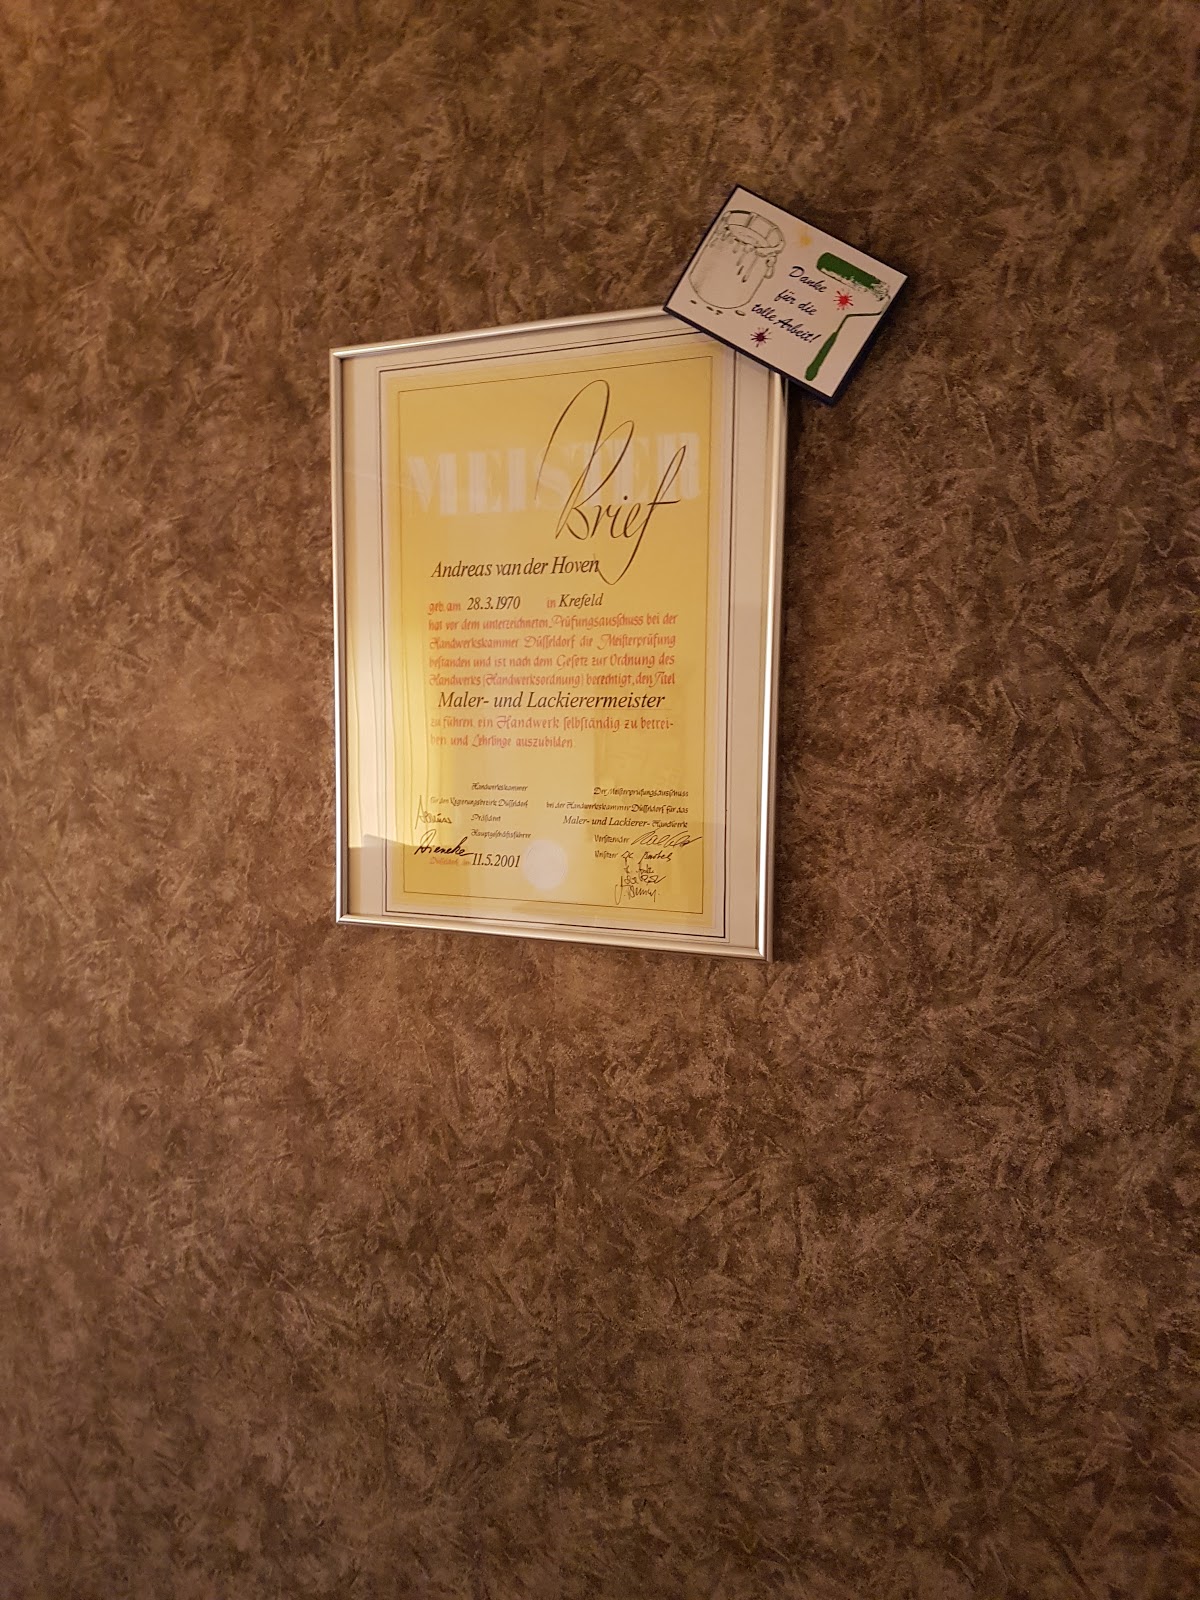 Danke
für die
tolle Arbeit!
MEISTER
Brief
Andreas van der Hoven
geb. am 28.3.1970 in Krefeld
hat vor dem unterzeichneten Prüfungsausschuss bei der
Handwerkskammer Düsseldorf die Meisterprüfung
bestanden und ist nach dem Gesetz zur Ordnung des
Handwerks (Handwerksordnung) berechtigt, den Titel
Maler- und Lackierermeister
zu führen ein Handwerk selbständig zu betrei-
ben und Lehrlinge auszubilden.
Handwerkskammer
für den Regierungsbezirk Düsseldorf
Präsident
Hauptgeschäftsführer
Düsseldorf, den 11.5.2001
Der Meisterprüfungsausschuss
bei der Handwerkskammer Düsseldorf für das
Maler- und Lackierer- Handwerk
Vorsitzender
Beisitzer